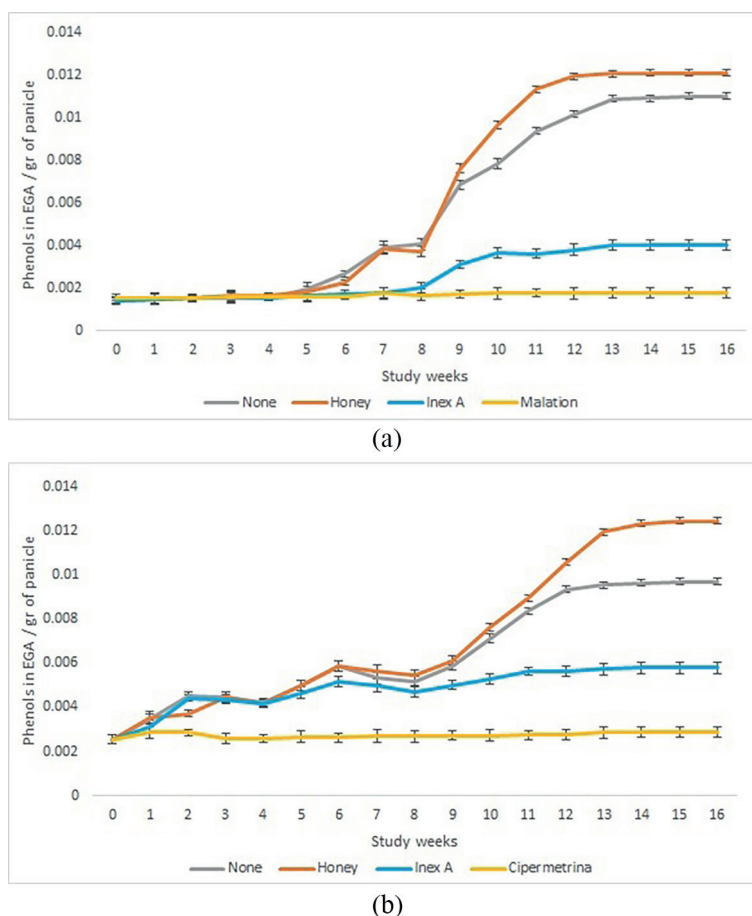 Phenols in EGA / gr of panicle
0.014
0.012
0.01
0.008
0.006
0.004
0.002
0
0 1 2 3 4 5 6 7 8 9 10 11 12 13 14 15 16
Study weeks
None Honey Inex A Malation
(a)
Phenols in EGA / gr of panicle
0.014
0.012
0.01
0.008
0.006
0.004
0.002
0
0 1 2 3 4 5 6 7 8 9 10 11 12 13 14 15 16
Study weeks
None Honey Inex A Cipermetrina
(b)